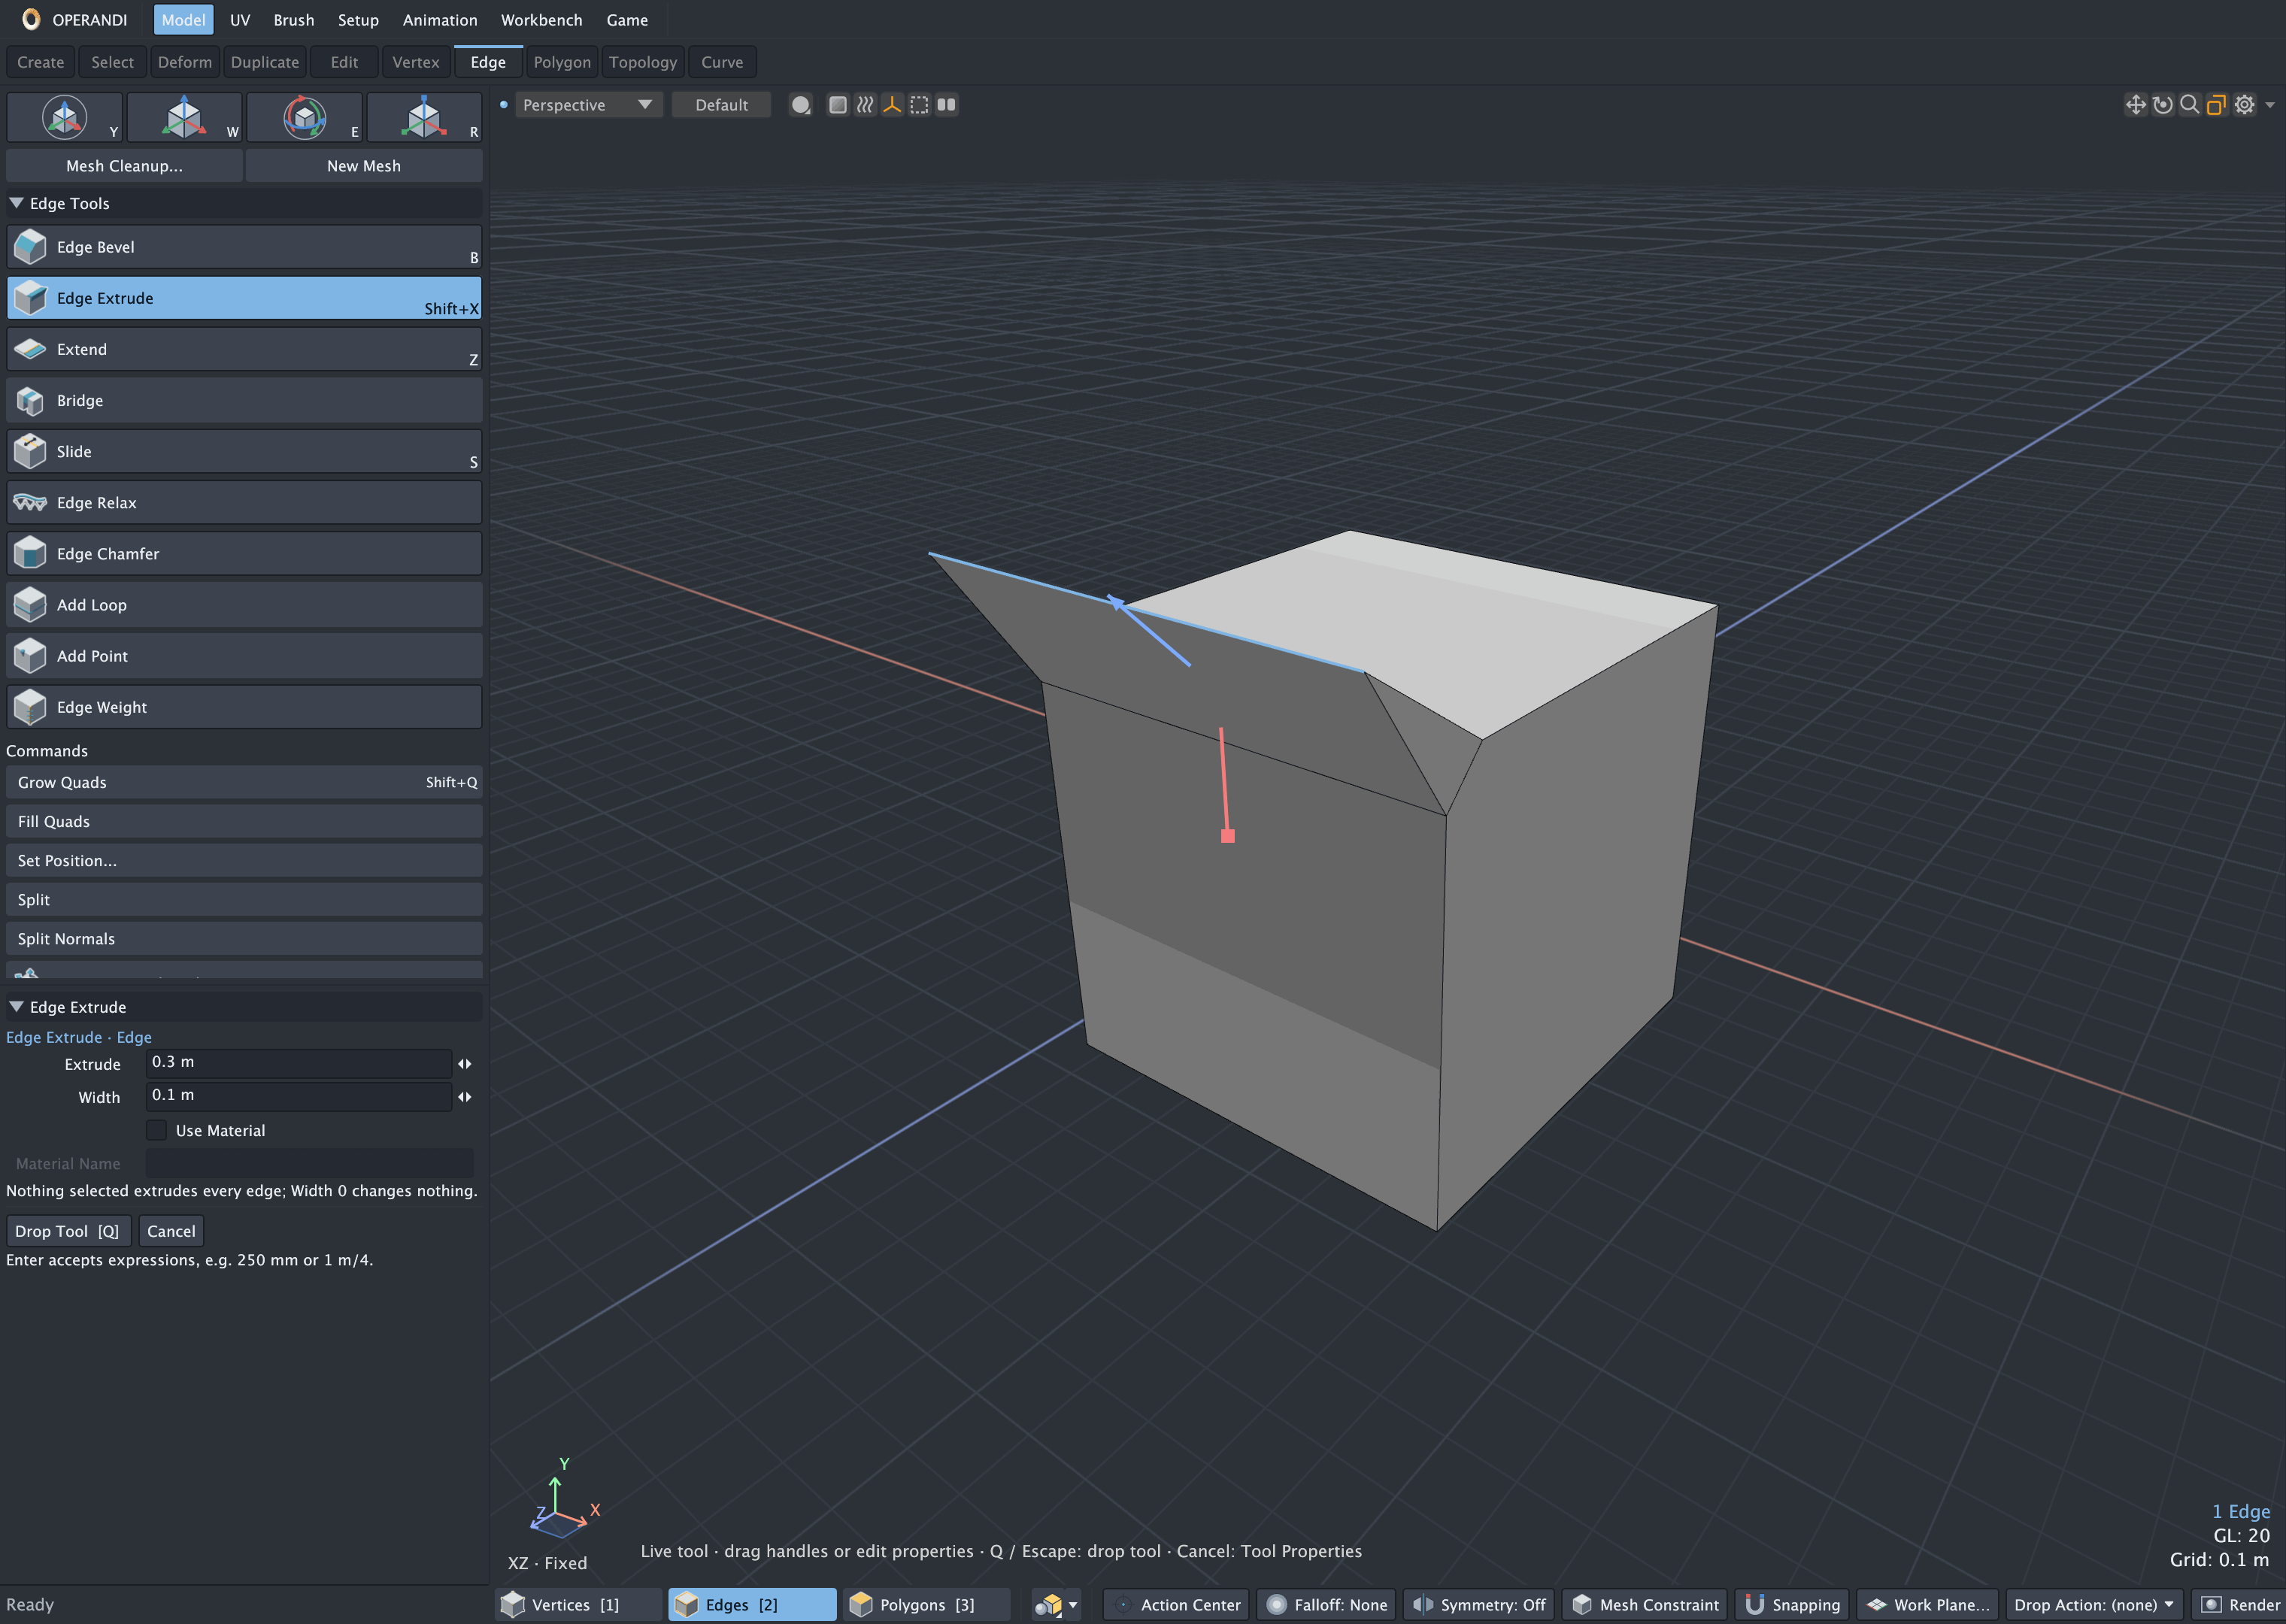 OPERANDI Model UV Brush Setup Animation Workbench Game
Create Select Deform Duplicate Edit Vertex Edge Polygon Topology Curve
Y W E R
Perspective Default
Mesh Cleanup... New Mesh
Edge Tools
Edge Bevel B
Edge Extrude Shift+X
Extend Z
Bridge
Slide S
Edge Relax
Edge Chamfer
Add Loop
Add Point
Edge Weight
Commands
Grow Quads Shift+Q
Fill Quads
Set Position...
Split
Split Normals
Edge Extrude
Edge Extrude · Edge
Extrude 0.3 m
Width 0.1 m
Use Material
Material Name
Nothing selected extrudes every edge; Width 0 changes nothing.
Drop Tool [Q] Cancel
Enter accepts expressions, e.g. 250 mm or 1 m/4.
Y
Z X
XZ · Fixed
Live tool · drag handles or edit properties · Q / Escape: drop tool · Cancel: Tool Properties
1 Edge
GL: 20
Grid: 0.1 m
Ready Vertices [1] Edges [2] Polygons [3] Action Center Falloff: None Symmetry: Off Mesh Constraint Snapping Work Plane... Drop Action: (none) Render